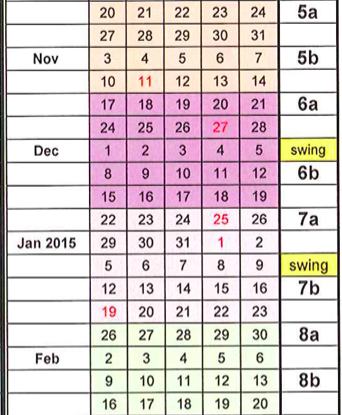 20 21 22 23 24 5a
27 28 29 30 31
Nov 3 4 5 6 7 5b
10 11 12 13 14
17 18 19 20 21 6a
24 25 26 27 28
Dec 1 2 3 4 5 swing
8 9 10 11 12 6b
15 16 17 18 19
22 23 24 25 26 7a
Jan 2015 29 30 31 1 2
5 6 7 8 9 swing
12 13 14 15 16 7b
19 20 21 22 23
26 27 28 29 30 8a
Feb 2 3 4 5 6
9 10 11 12 13 8b
16 17 18 19 20